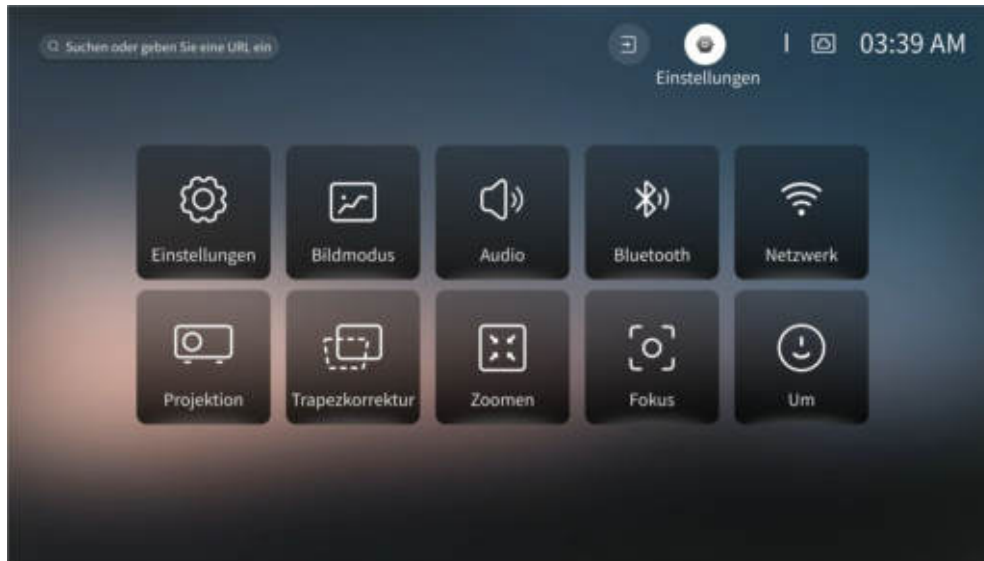 Suchen oder geben Sie eine URL ein
03:39 AM
Einstellungen
Einstellungen
Bildmodus
Audio
Bluetooth
Netzwerk
Projektion
Trapezkorrektur
Zoomen
Fokus
Um